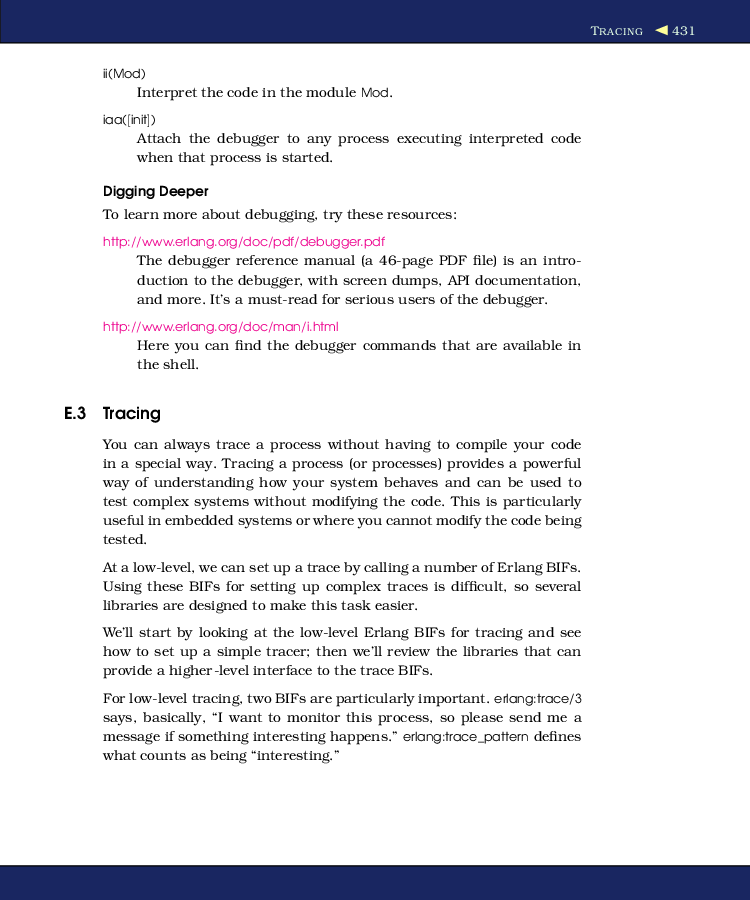 TRACING ◀ 431
ii(Mod)
Interpret the code in the module Mod.
iaa([init])
Attach the debugger to any process executing interpreted code
when that process is started.
Digging Deeper
To learn more about debugging, try these resources:
http://www.erlang.org/doc/pdf/debugger.pdf
The debugger reference manual (a 46-page PDF file) is an intro-
duction to the debugger, with screen dumps, API documentation,
and more. It’s a must-read for serious users of the debugger.
http://www.erlang.org/doc/man/i.html
Here you can find the debugger commands that are available in
the shell.
E.3 Tracing
You can always trace a process without having to compile your code
in a special way. Tracing a process (or processes) provides a powerful
way of understanding how your system behaves and can be used to
test complex systems without modifying the code. This is particularly
useful in embedded systems or where you cannot modify the code being
tested.
At a low-level, we can set up a trace by calling a number of Erlang BIFs.
Using these BIFs for setting up complex traces is difficult, so several
libraries are designed to make this task easier.
We’ll start by looking at the low-level Erlang BIFs for tracing and see
how to set up a simple tracer; then we’ll review the libraries that can
provide a higher-level interface to the trace BIFs.
For low-level tracing, two BIFs are particularly important. erlang:trace/3
says, basically, “I want to monitor this process, so please send me a
message if something interesting happens.” erlang:trace_pattern defines
what counts as being “interesting.”